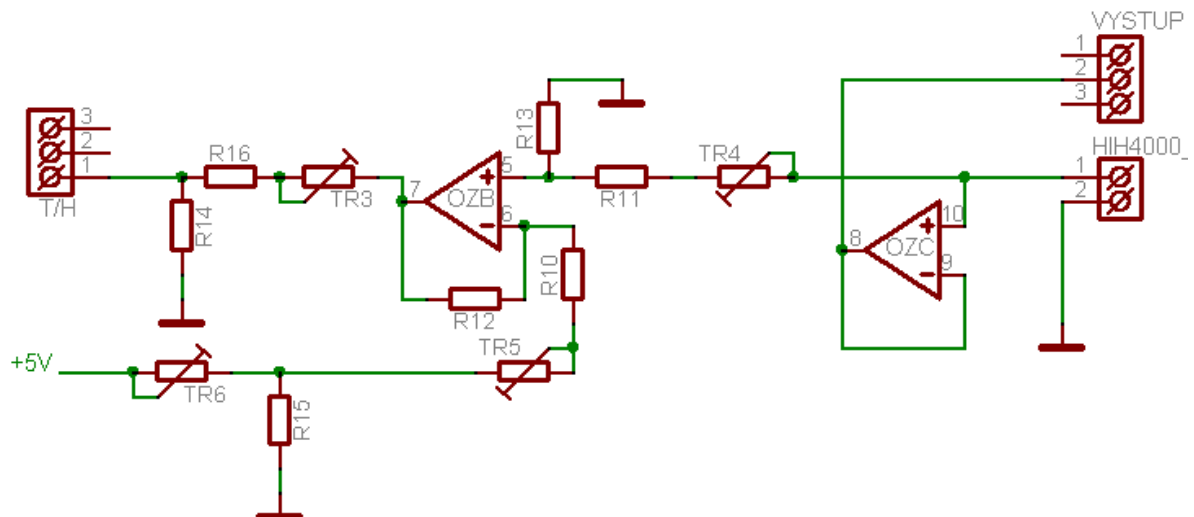 VYSTUP
1
2
3
3
2
1
T/H
R16
TR3
R14
7
OZB
5
6
R13
R11
TR4
HIH4000_
1
2
10
8
OZC
9
R12
R10
+5V
TR6
TR5
R15